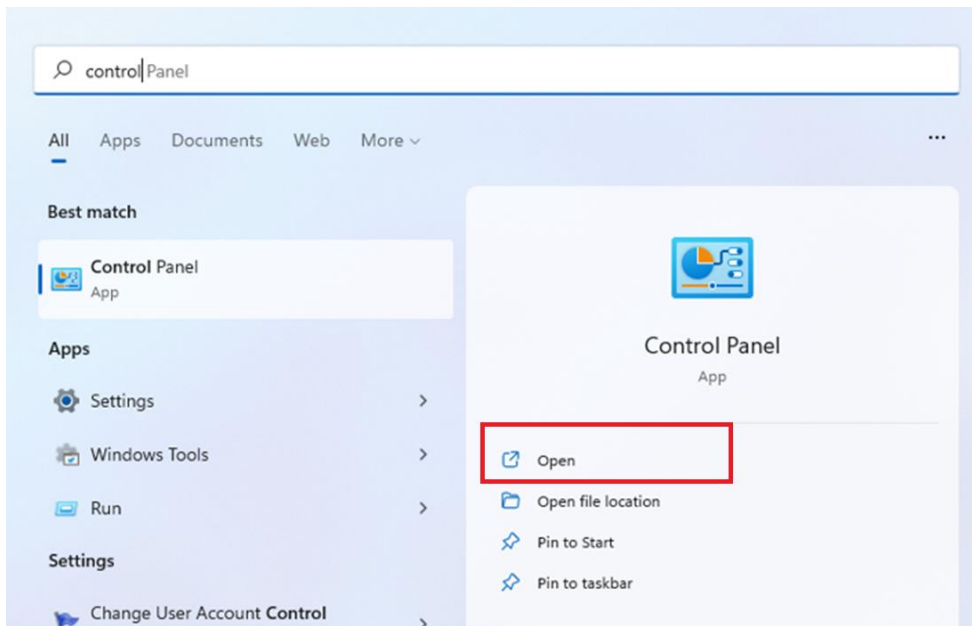 control Panel
All Apps Documents Web More
Best match
Control Panel
App
Apps
Settings
Windows Tools
Run
Settings
Change User Account Control
Control Panel
App
Open
Open file location
Pin to Start
Pin to taskbar